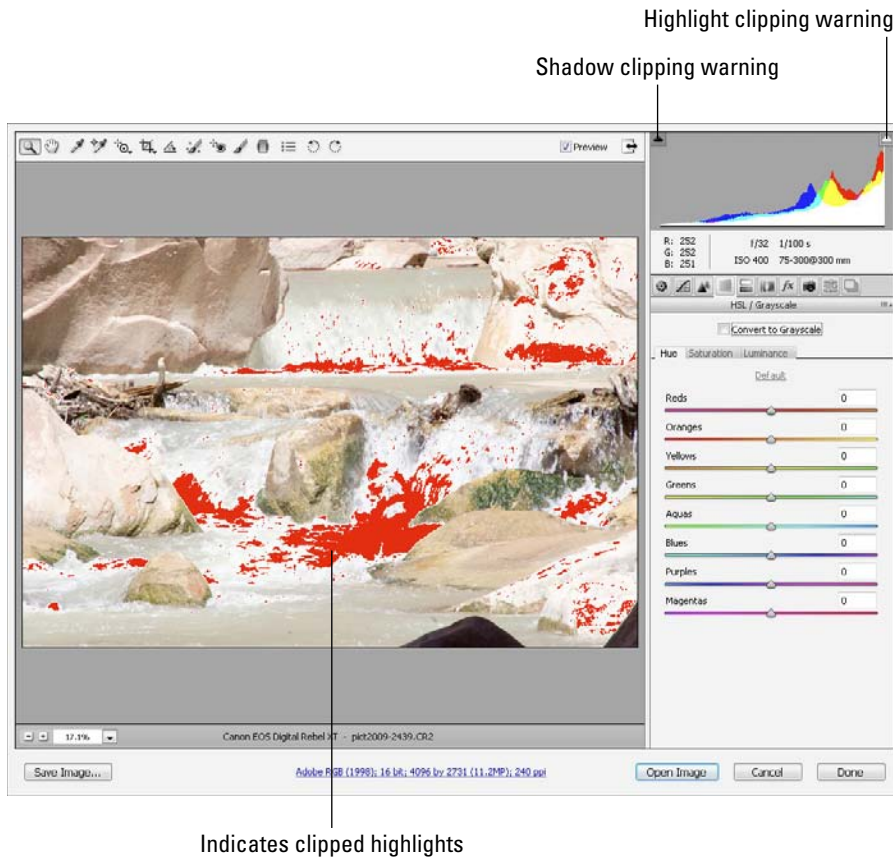 Highlight clipping warning
Shadow clipping warning
Preview
R: 252
G: 252
B: 251
f/32 1/100 s
ISO 400 75-300@300 mm
fx
HSL / Grayscale
Convert to Grayscale
Hue Saturation Luminance
Default
Reds 0
Oranges 0
Yellows 0
Greens 0
Aquas 0
Blues 0
Purples 0
Magentas 0
17.1% Canon EOS Digital Rebel XT - pict2009-2439.CR2
Save Image... Adobe RGB (1998); 16 bit; 4096 by 2731 (11.2MP); 240 ppi Open Image Cancel Done
Indicates clipped highlights